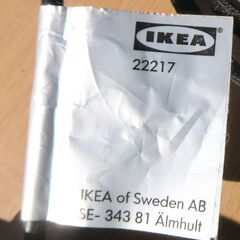 IKEA
22217
IKEA of Sweden AB
SE- 343 81 Älmhult